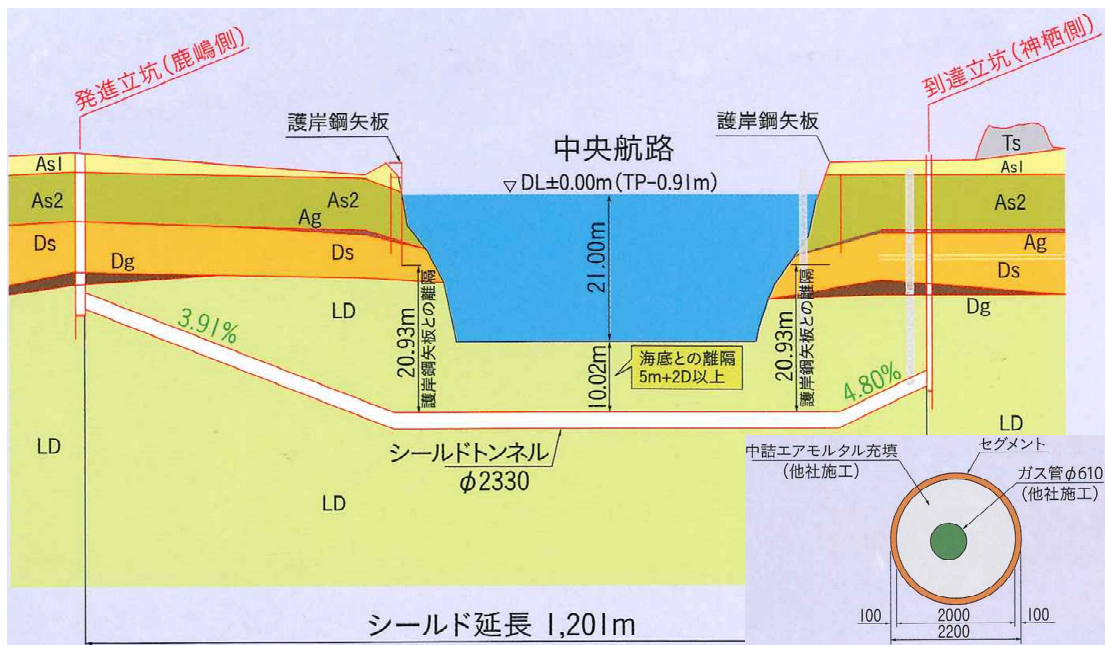 発進立坑(鹿嶋側)
到達立坑(神栖側)
護岸鋼矢板
護岸鋼矢板
中央航路
▽ DL±0.00m(TP-0.91m)
Ts
As1
As1
As2
As2
As2
Ag
Ag
Ds
Ds
Ds
Dg
Dg
21.00m
LD
3.91%
20.93m
護岸鋼矢板との離隔
10.02m
海底との離隔
5m+2D以上
20.93m
護岸鋼矢板との離隔
4.80%
LD
LD
LD
シールドトンネル
φ2330
中詰エアモルタル充填
(他社施工)
セグメント
ガス管φ610
(他社施工)
100
2000
100
2200
シールド延長 1,201m